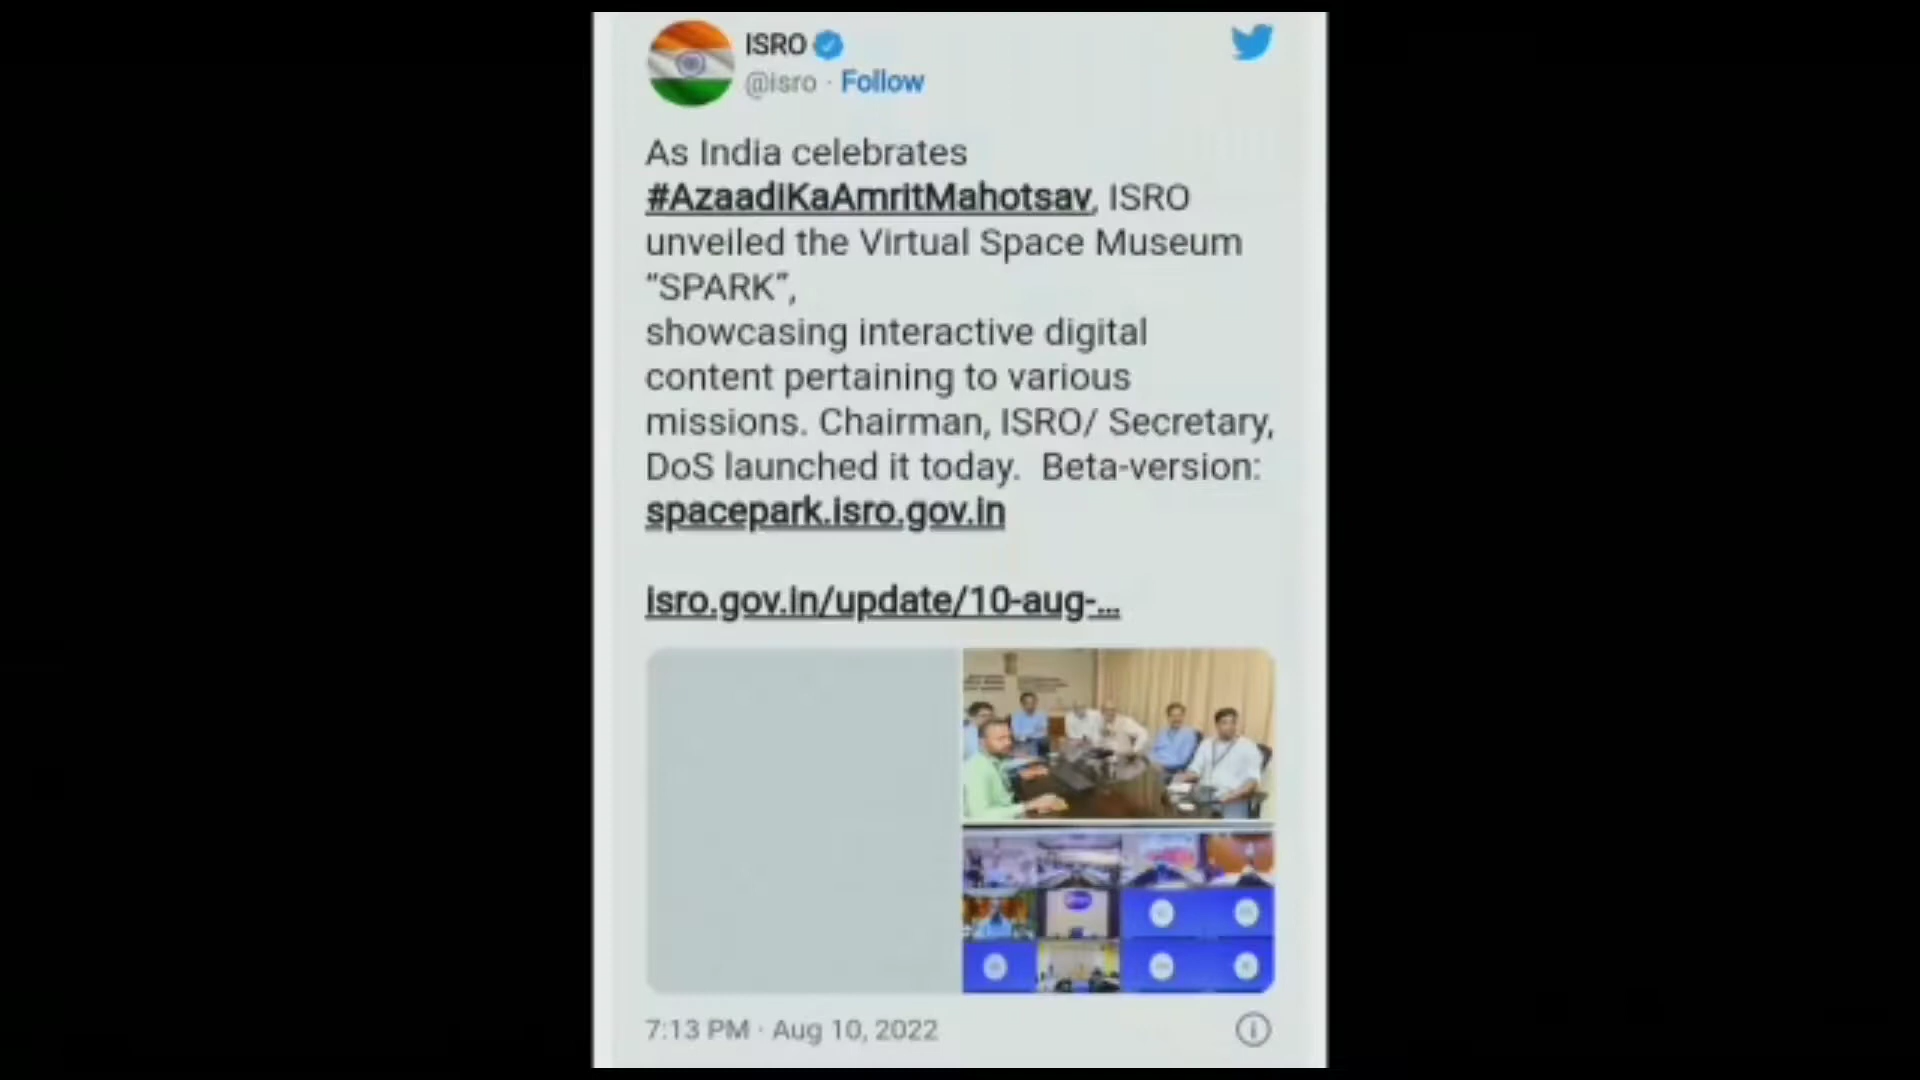 ISRO
@isro · Follow
As India celebrates
#AzaadiKaAmritMahotsav, ISRO
unveiled the Virtual Space Museum
“SPARK”,
showcasing interactive digital
content pertaining to various
missions. Chairman, ISRO/ Secretary,
DoS launched it today. Beta-version:
spacepark.isro.gov.in
isro.gov.in/update/10-aug-...
7:13 PM · Aug 10, 2022